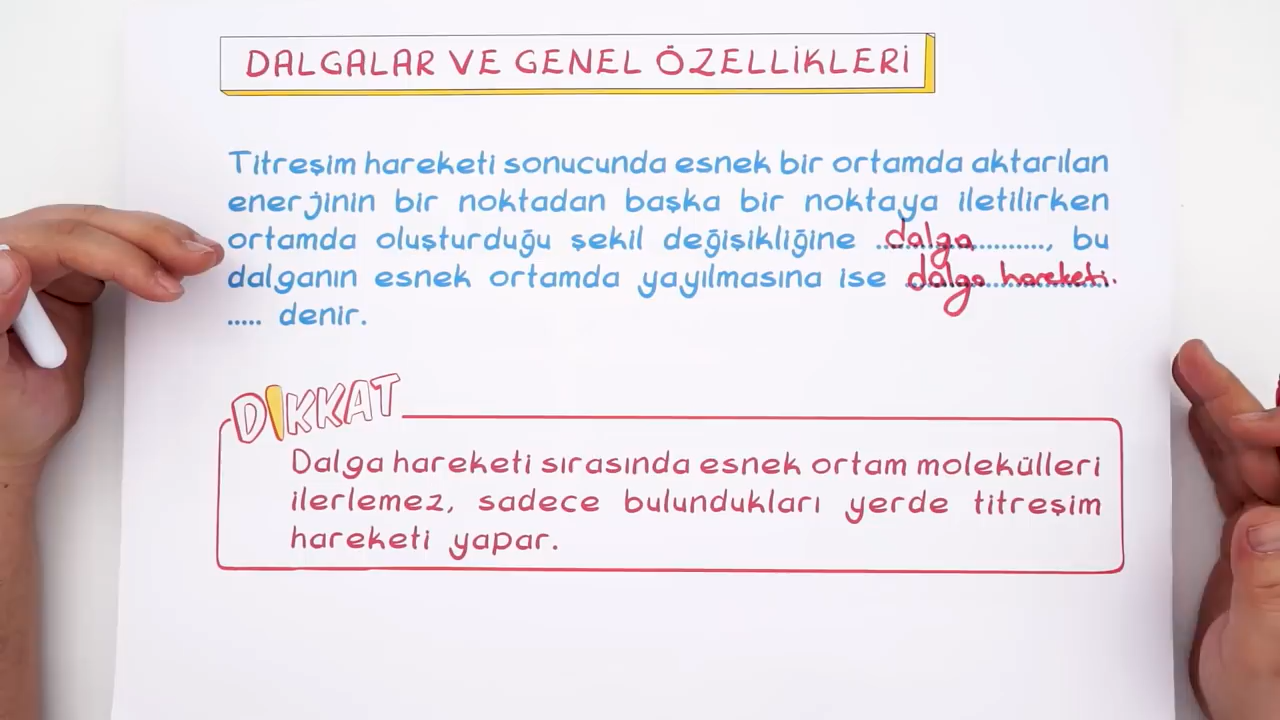 DALGALAR VE GENEL ÖZELLİKLERİ
Titreşim hareketi sonucunda esnek bir ortamda aktarılan
enerjinin bir noktadan başka bir noktaya iletilirken
ortamda oluşturduğu şekil değişikliğine ..dalga..........., bu
dalganın esnek ortamda yayılmasına ise dalga hareketi.
..... denir.
DIKKAT
Dalga hareketi sırasında esnek ortam molekülleri
ilerlemez, sadece bulundukları yerde titreşim
hareketi yapar.